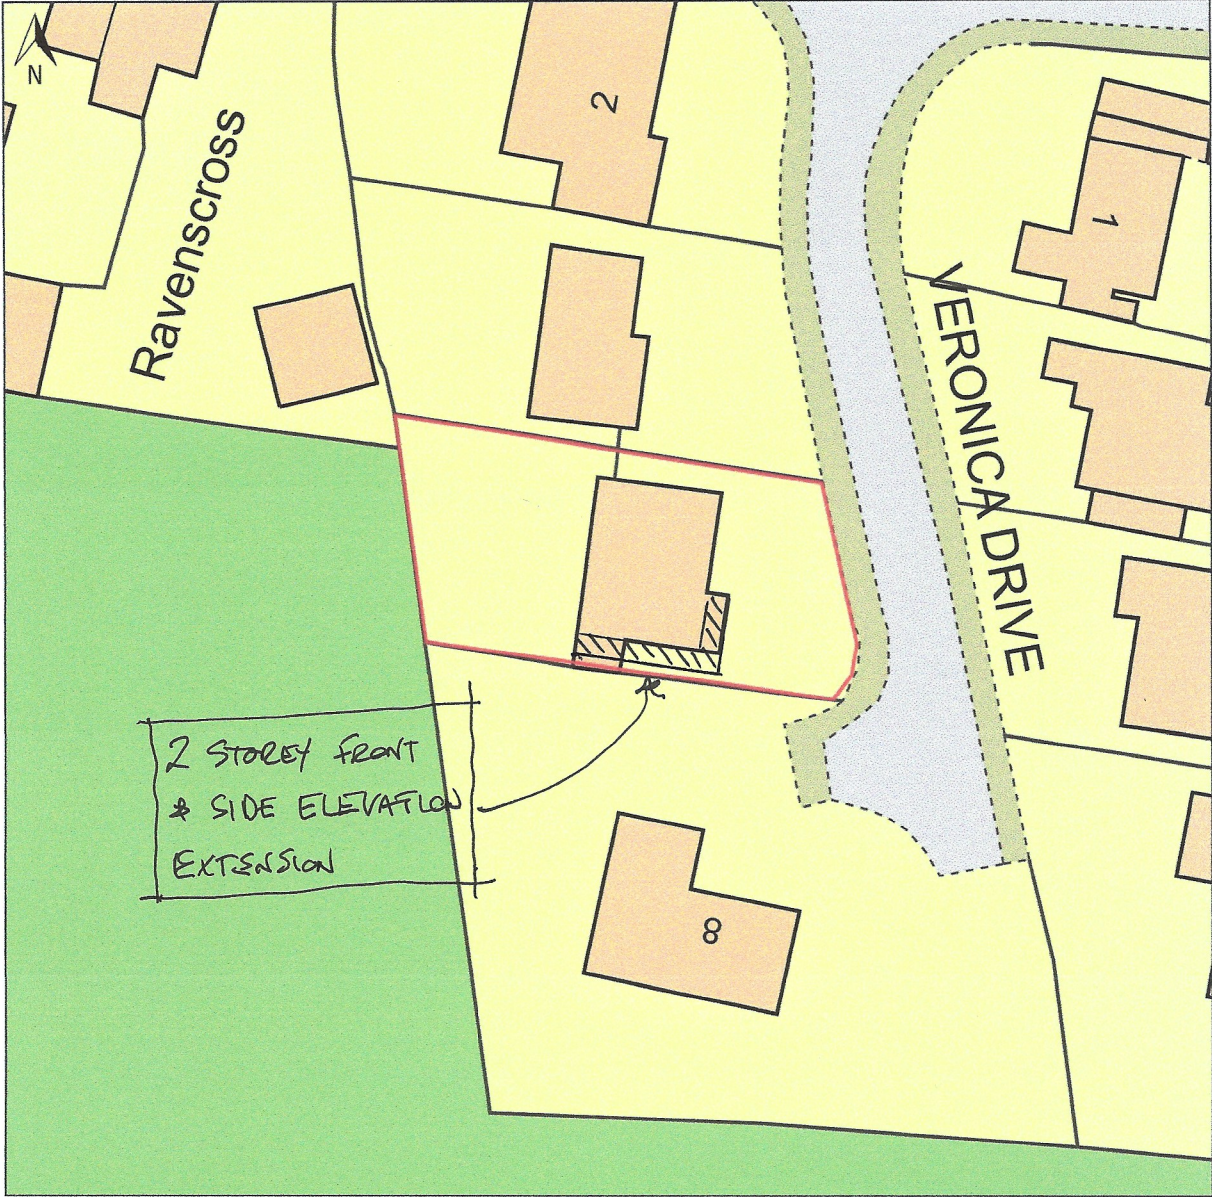 N
Ravenscross
2
1
VERONICA DRIVE
2 STOREY FRONT
& SIDE ELEVATION
EXTENSION
8